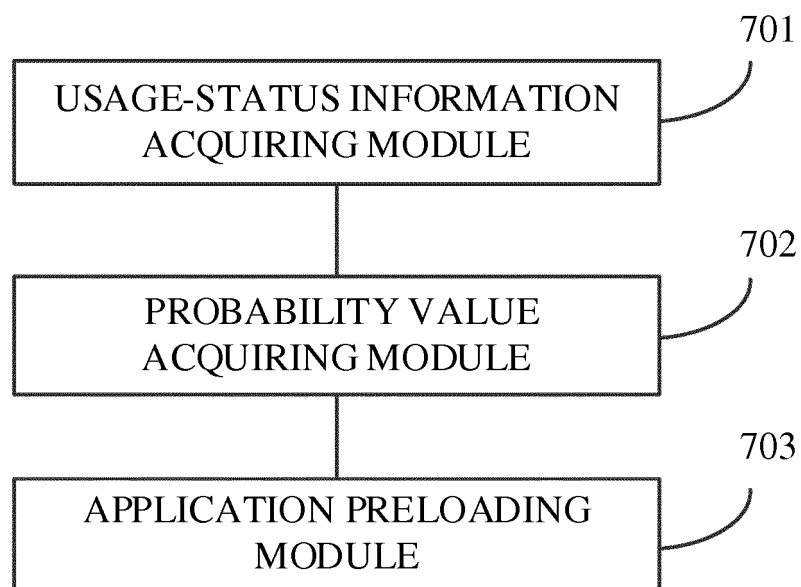 701
USAGE-STATUS INFORMATION
ACQUIRING MODULE
702
PROBABILITY VALUE
ACQUIRING MODULE
703
APPLICATION PRELOADING
MODULE